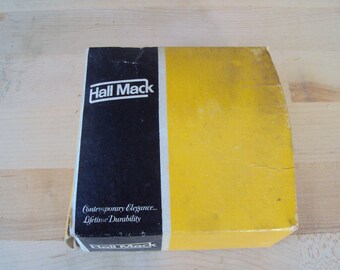 Hall Mack
Contemporary Elegance...
Lifetime Durability
Hall Mack